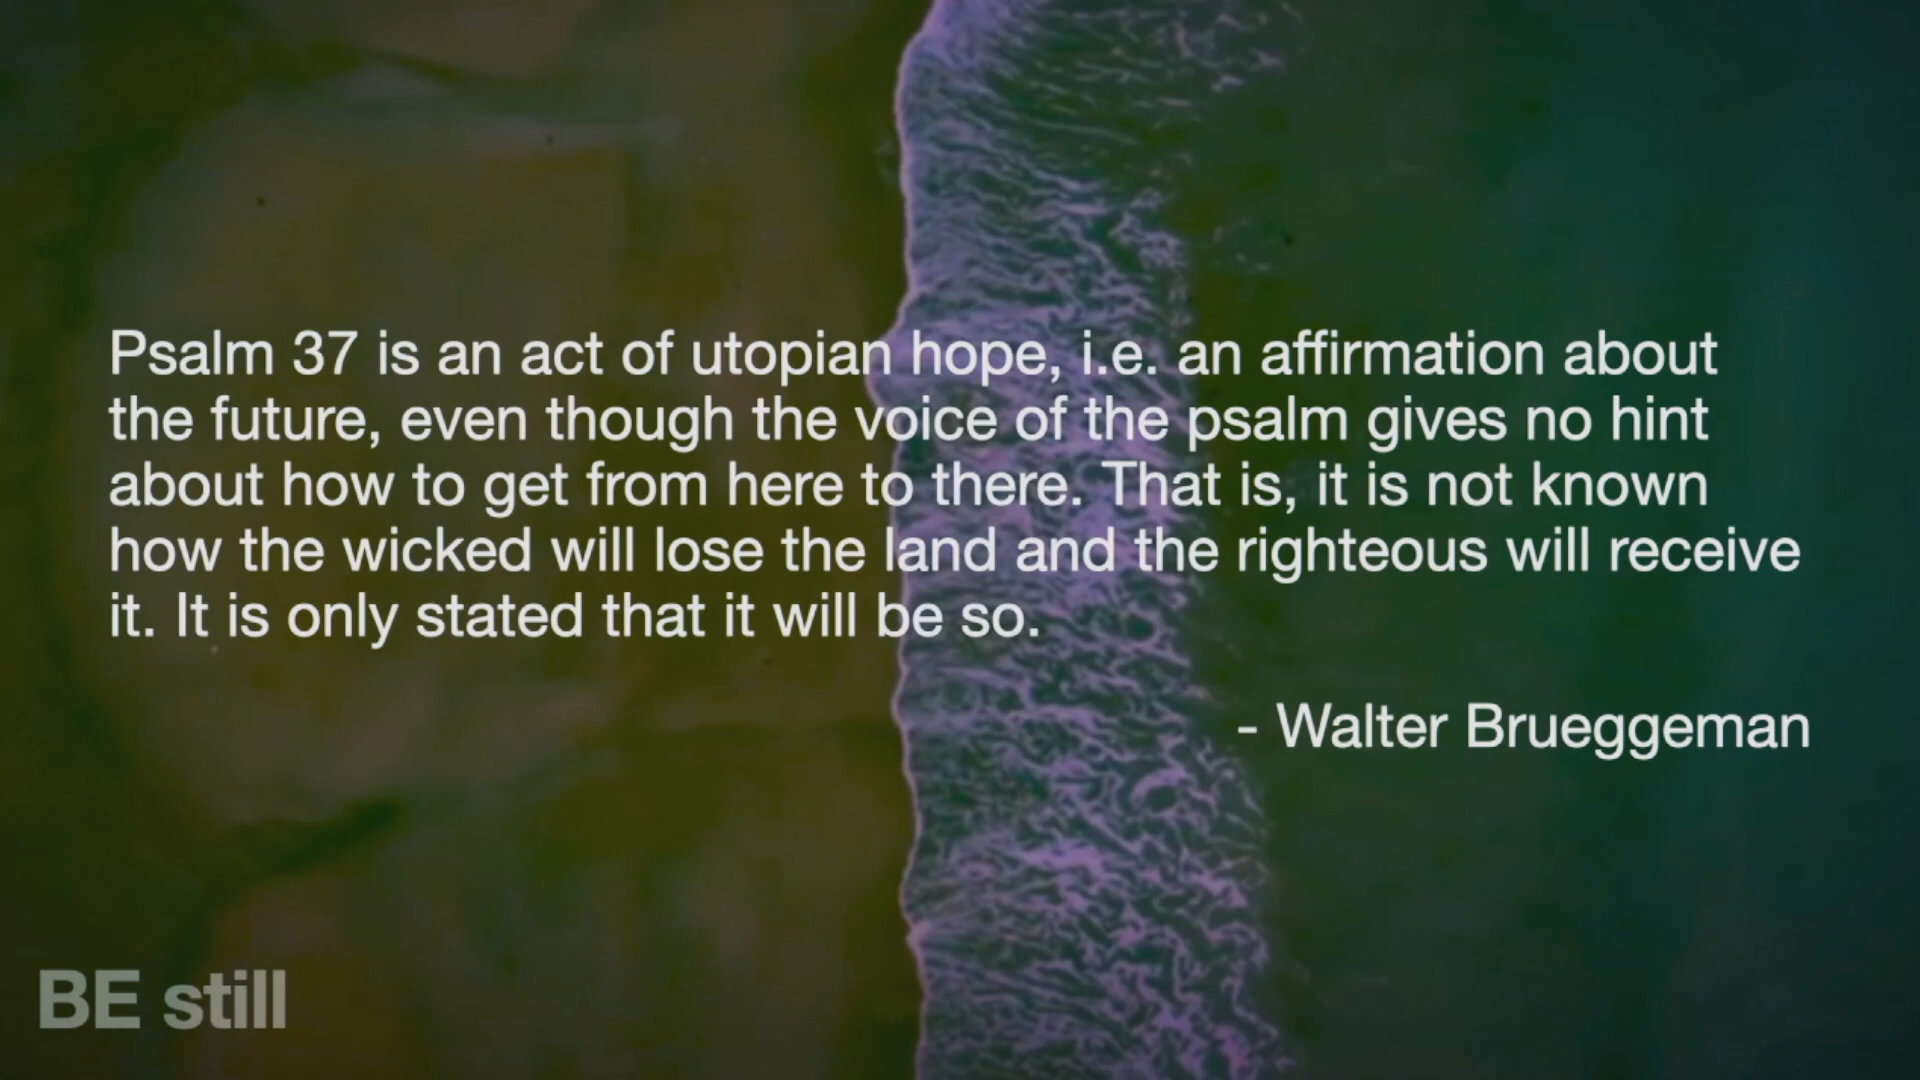 Psalm 37 is an act of utopian hope, i.e. an affirmation about
the future, even though the voice of the psalm gives no hint
about how to get from here to there. That is, it is not known
how the wicked will lose the land and the righteous will receive
it. It is only stated that it will be so.
- Walter Brueggeman
BE still